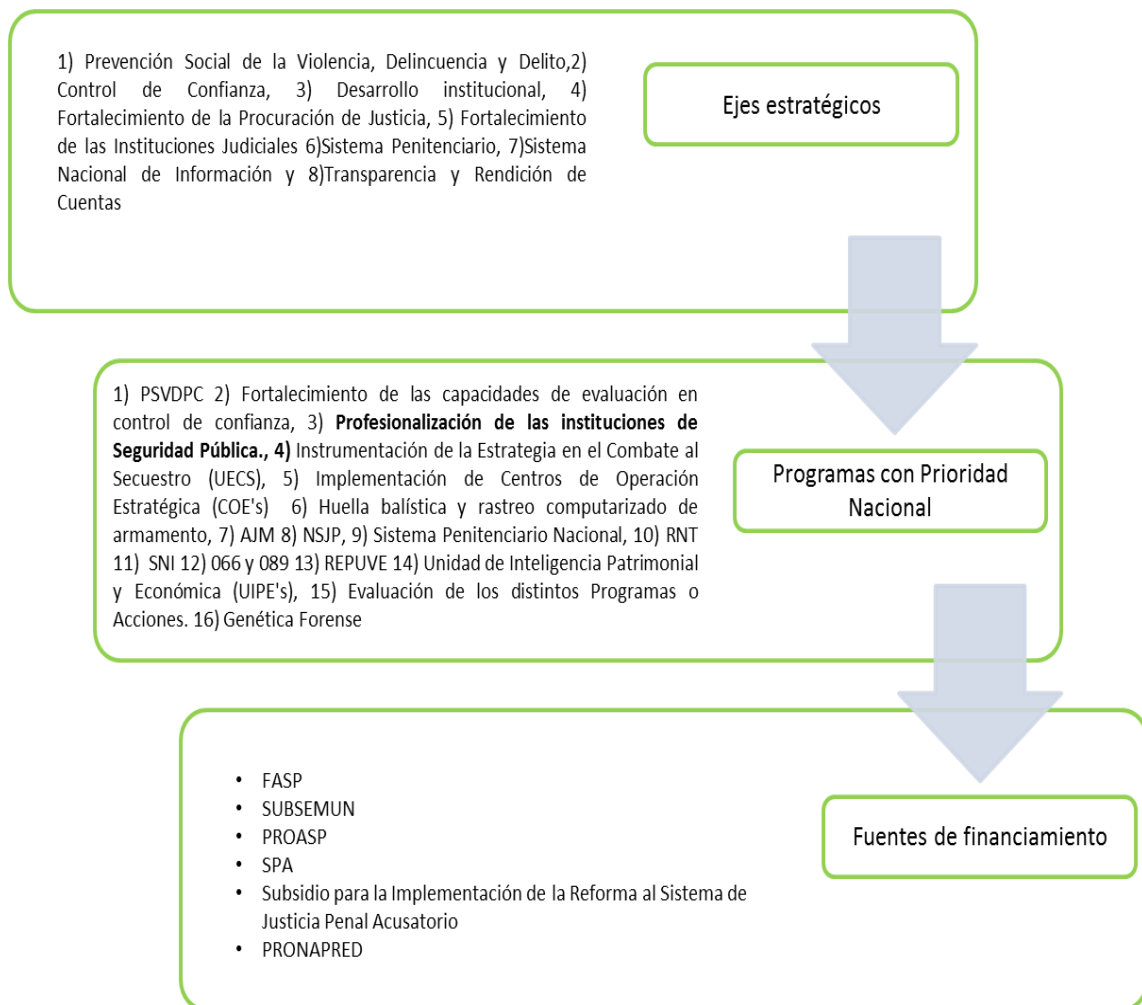 1) Prevención Social de la Violencia, Delincuencia y Delito,2)
Control de Confianza, 3) Desarrollo institucional, 4)
Fortalecimiento de la Procuración de Justicia, 5) Fortalecimiento
de las Instituciones Judiciales 6)Sistema Penitenciario, 7)Sistema
Nacional de Información y 8)Transparencia y Rendición de
Cuentas
Ejes estratégicos
1) PSVDPC 2) Fortalecimiento de las capacidades de evaluación en
control de confianza, 3) Profesionalización de las instituciones de
Seguridad Pública., 4) Instrumentación de la Estrategia en el Combate al
Secuestro (UECS), 5) Implementación de Centros de Operación
Estratégica (COE's) 6) Huella balística y rastreo computarizado de
armamento, 7) AJM 8) NSJP, 9) Sistema Penitenciario Nacional, 10) RNT
11) SNI 12) 066 y 089 13) REPUVE 14) Unidad de Inteligencia Patrimonial
y Económica (UIPE's), 15) Evaluación de los distintos Programas o
Acciones. 16) Genética Forense
Programas con Prioridad
Nacional
• FASP
• SUBSEMUN
• PROASP
• SPA
• Subsidio para la Implementación de la Reforma al Sistema de
Justicia Penal Acusatorio
• PRONAPRED
Fuentes de financiamiento